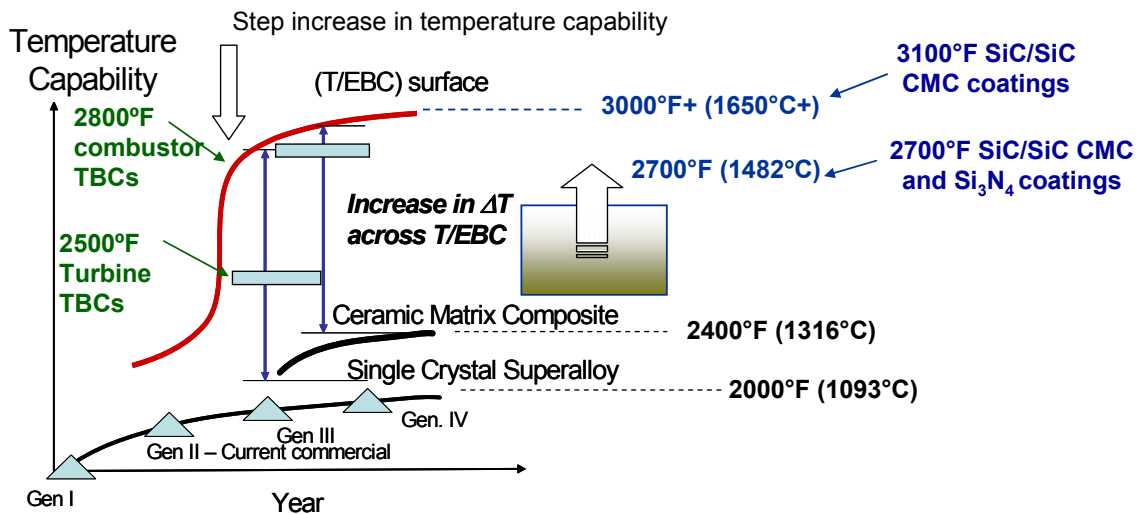 Step increase in temperature capability
Temperature
Capability
(T/EBC) surface
2800ºF
combustor
TBCs
2500ºF
Turbine
TBCs
Increase in ΔT
across T/EBC
3000°F+ (1650°C+)
3100°F SiC/SiC
CMC coatings
2700°F (1482°C)
2700°F SiC/SiC CMC
and Si₃N₄ coatings
Ceramic Matrix Composite
2400°F (1316°C)
Single Crystal Superalloy
2000°F (1093°C)
Gen. IV
Gen III
Gen II – Current commercial
Gen I
Year